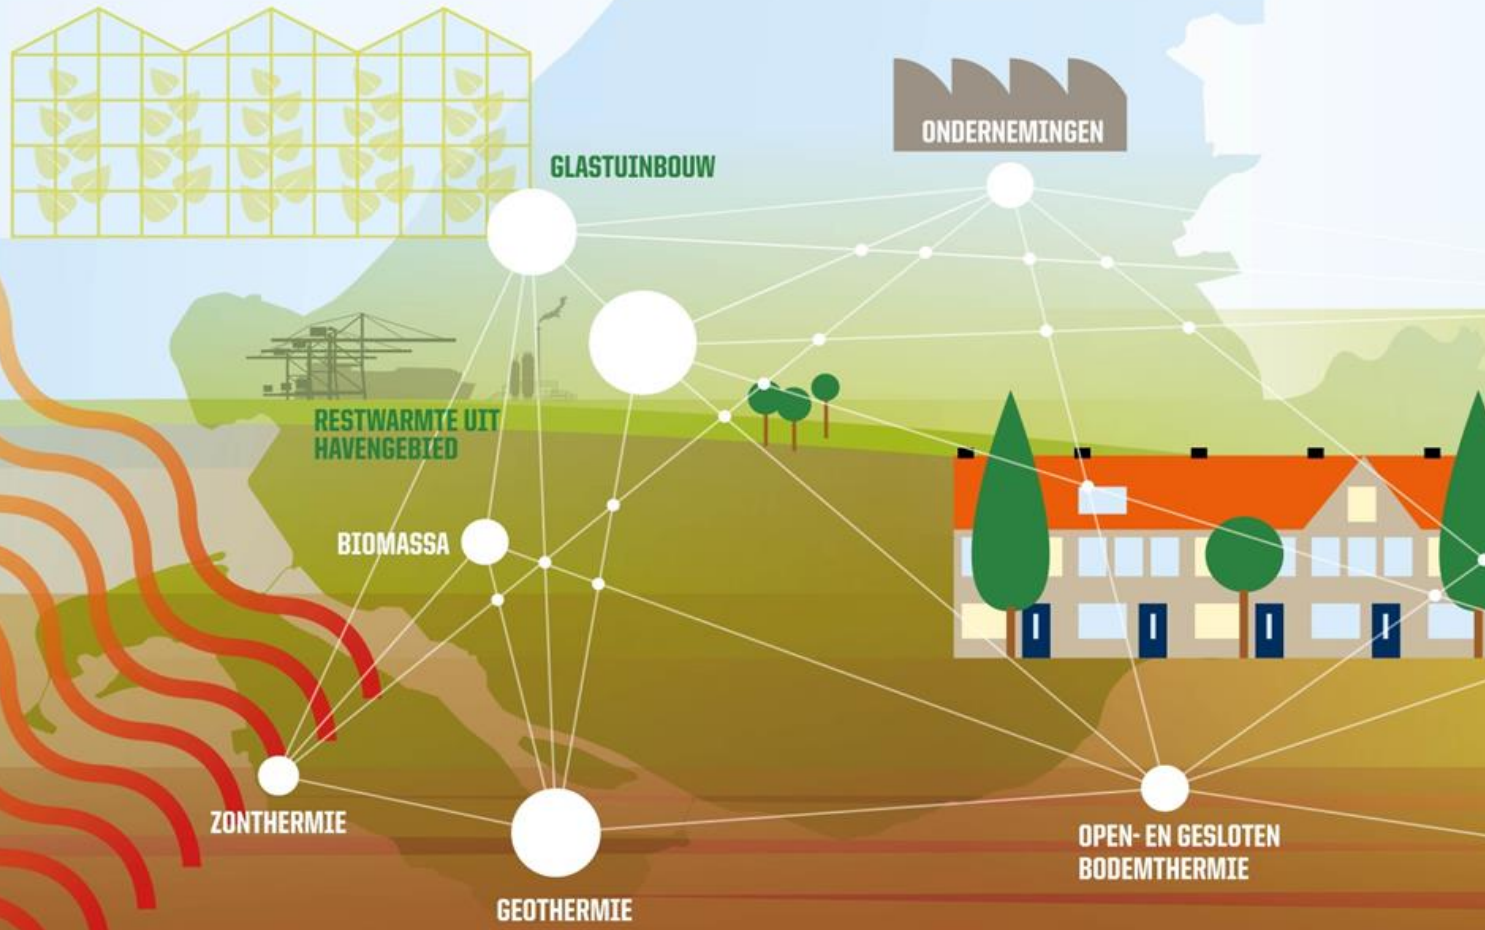 ONDERNEMINGEN
GLASTUINBOUW
RESTWARMTE UIT
HAVENGEBIED
BIOMASSA
ZONTHERMIE
OPEN- EN GESLOTEN
BODEMTHERMIE
GEOTHERMIE